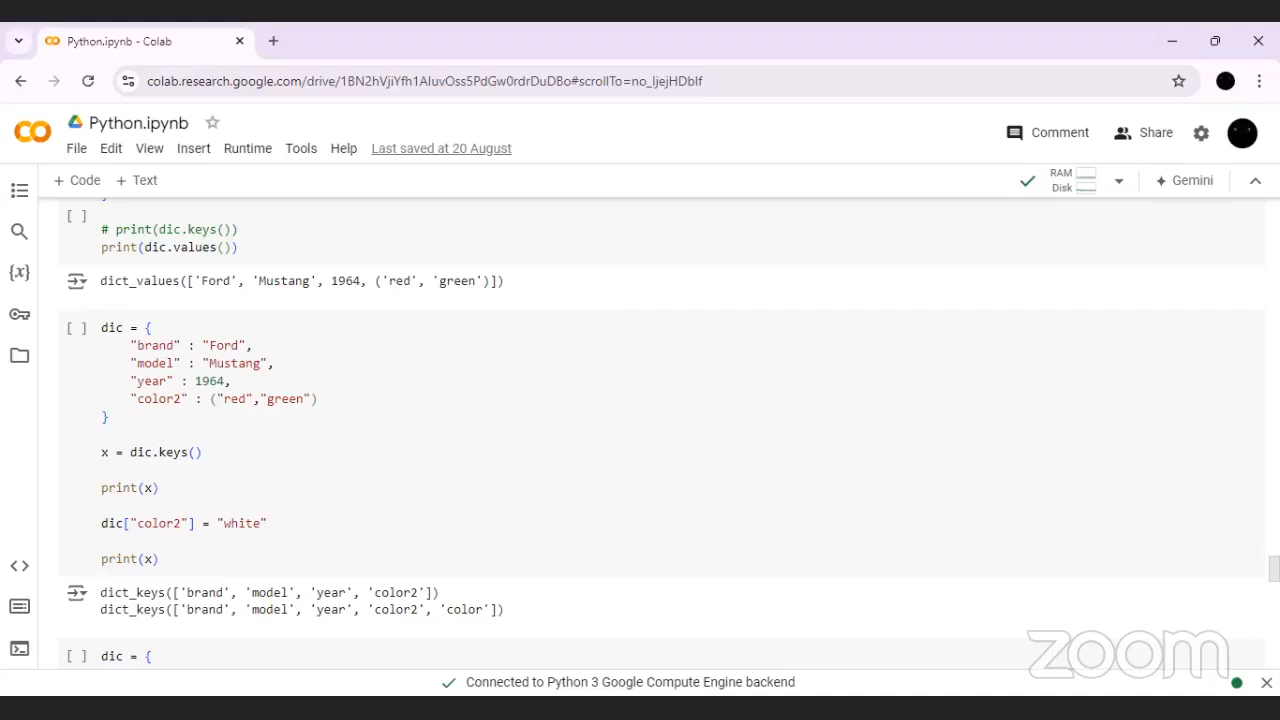 Python.ipynb - Colab
colab.research.google.com/drive/1BN2hVjiYfh1AIuvOss5PdGw0rdrDuDBo#scrollTo=no_IjejHDbIf
Python.ipynb
Comment
Share
File Edit View Insert Runtime Tools Help Last saved at 20 August
+ Code + Text
RAM
Disk
Gemini
[ ]
# print(dic.keys())
print(dic.values())
dict_values(['Ford', 'Mustang', 1964, ('red', 'green')])
[ ] dic = {
"brand" : "Ford",
"model" : "Mustang",
"year" : 1964,
"color2" : ("red","green")
}
x = dic.keys()
print(x)
dic["color2"] = "white"
print(x)
dict_keys(['brand', 'model', 'year', 'color2'])
dict_keys(['brand', 'model', 'year', 'color2', 'color'])
[ ] dic = {
zoom
Connected to Python 3 Google Compute Engine backend